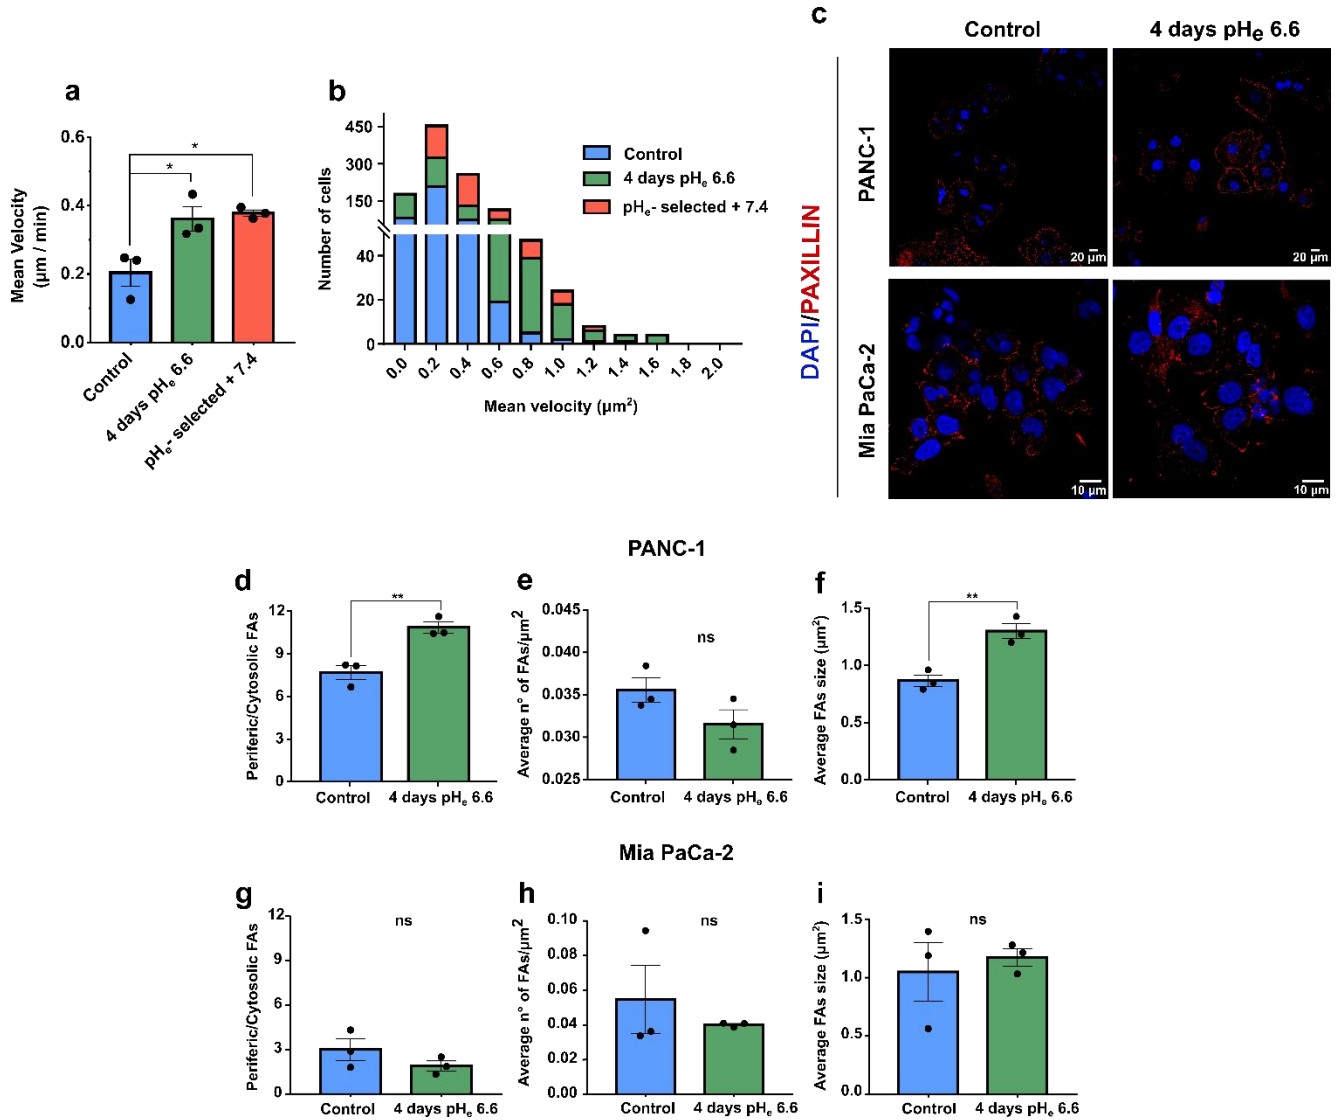 a
Mean Velocity
(µm / min)
0.6
0.4
0.2
0.0
*
*
Control
4 days pHe 6.6
pHe- selected + 7.4
b
Number of cells
450
300
150
40
20
0
Control
4 days pHe 6.6
pHe- selected + 7.4
0.0
0.2
0.4
0.6
0.8
1.0
1.2
1.4
1.6
1.8
2.0
Mean velocity (µm²)
c
Control
4 days pHe 6.6
DAPI/PAXILLIN
PANC-1
20 µm
20 µm
Mia PaCa-2
10 µm
10 µm
PANC-1
d
Periferic/Cytosolic FAs
12
9
6
3
0
**
Control
4 days pHe 6.6
e
Average n° of FAs/µm²
0.045
0.040
0.035
0.030
0.025
ns
Control
4 days pHe 6.6
f
Average FAs size (µm²)
1.5
1.0
0.5
0.0
**
Control
4 days pHe 6.6
Mia PaCa-2
g
Periferic/Cytosolic FAs
12
9
6
3
0
ns
Control
4 days pHe 6.6
h
Average n° of FAs/µm²
0.10
0.08
0.06
0.04
0.02
0.00
ns
Control
4 days pHe 6.6
i
Average FAs size (µm²)
1.5
1.0
0.5
0.0
ns
Control
4 days pHe 6.6